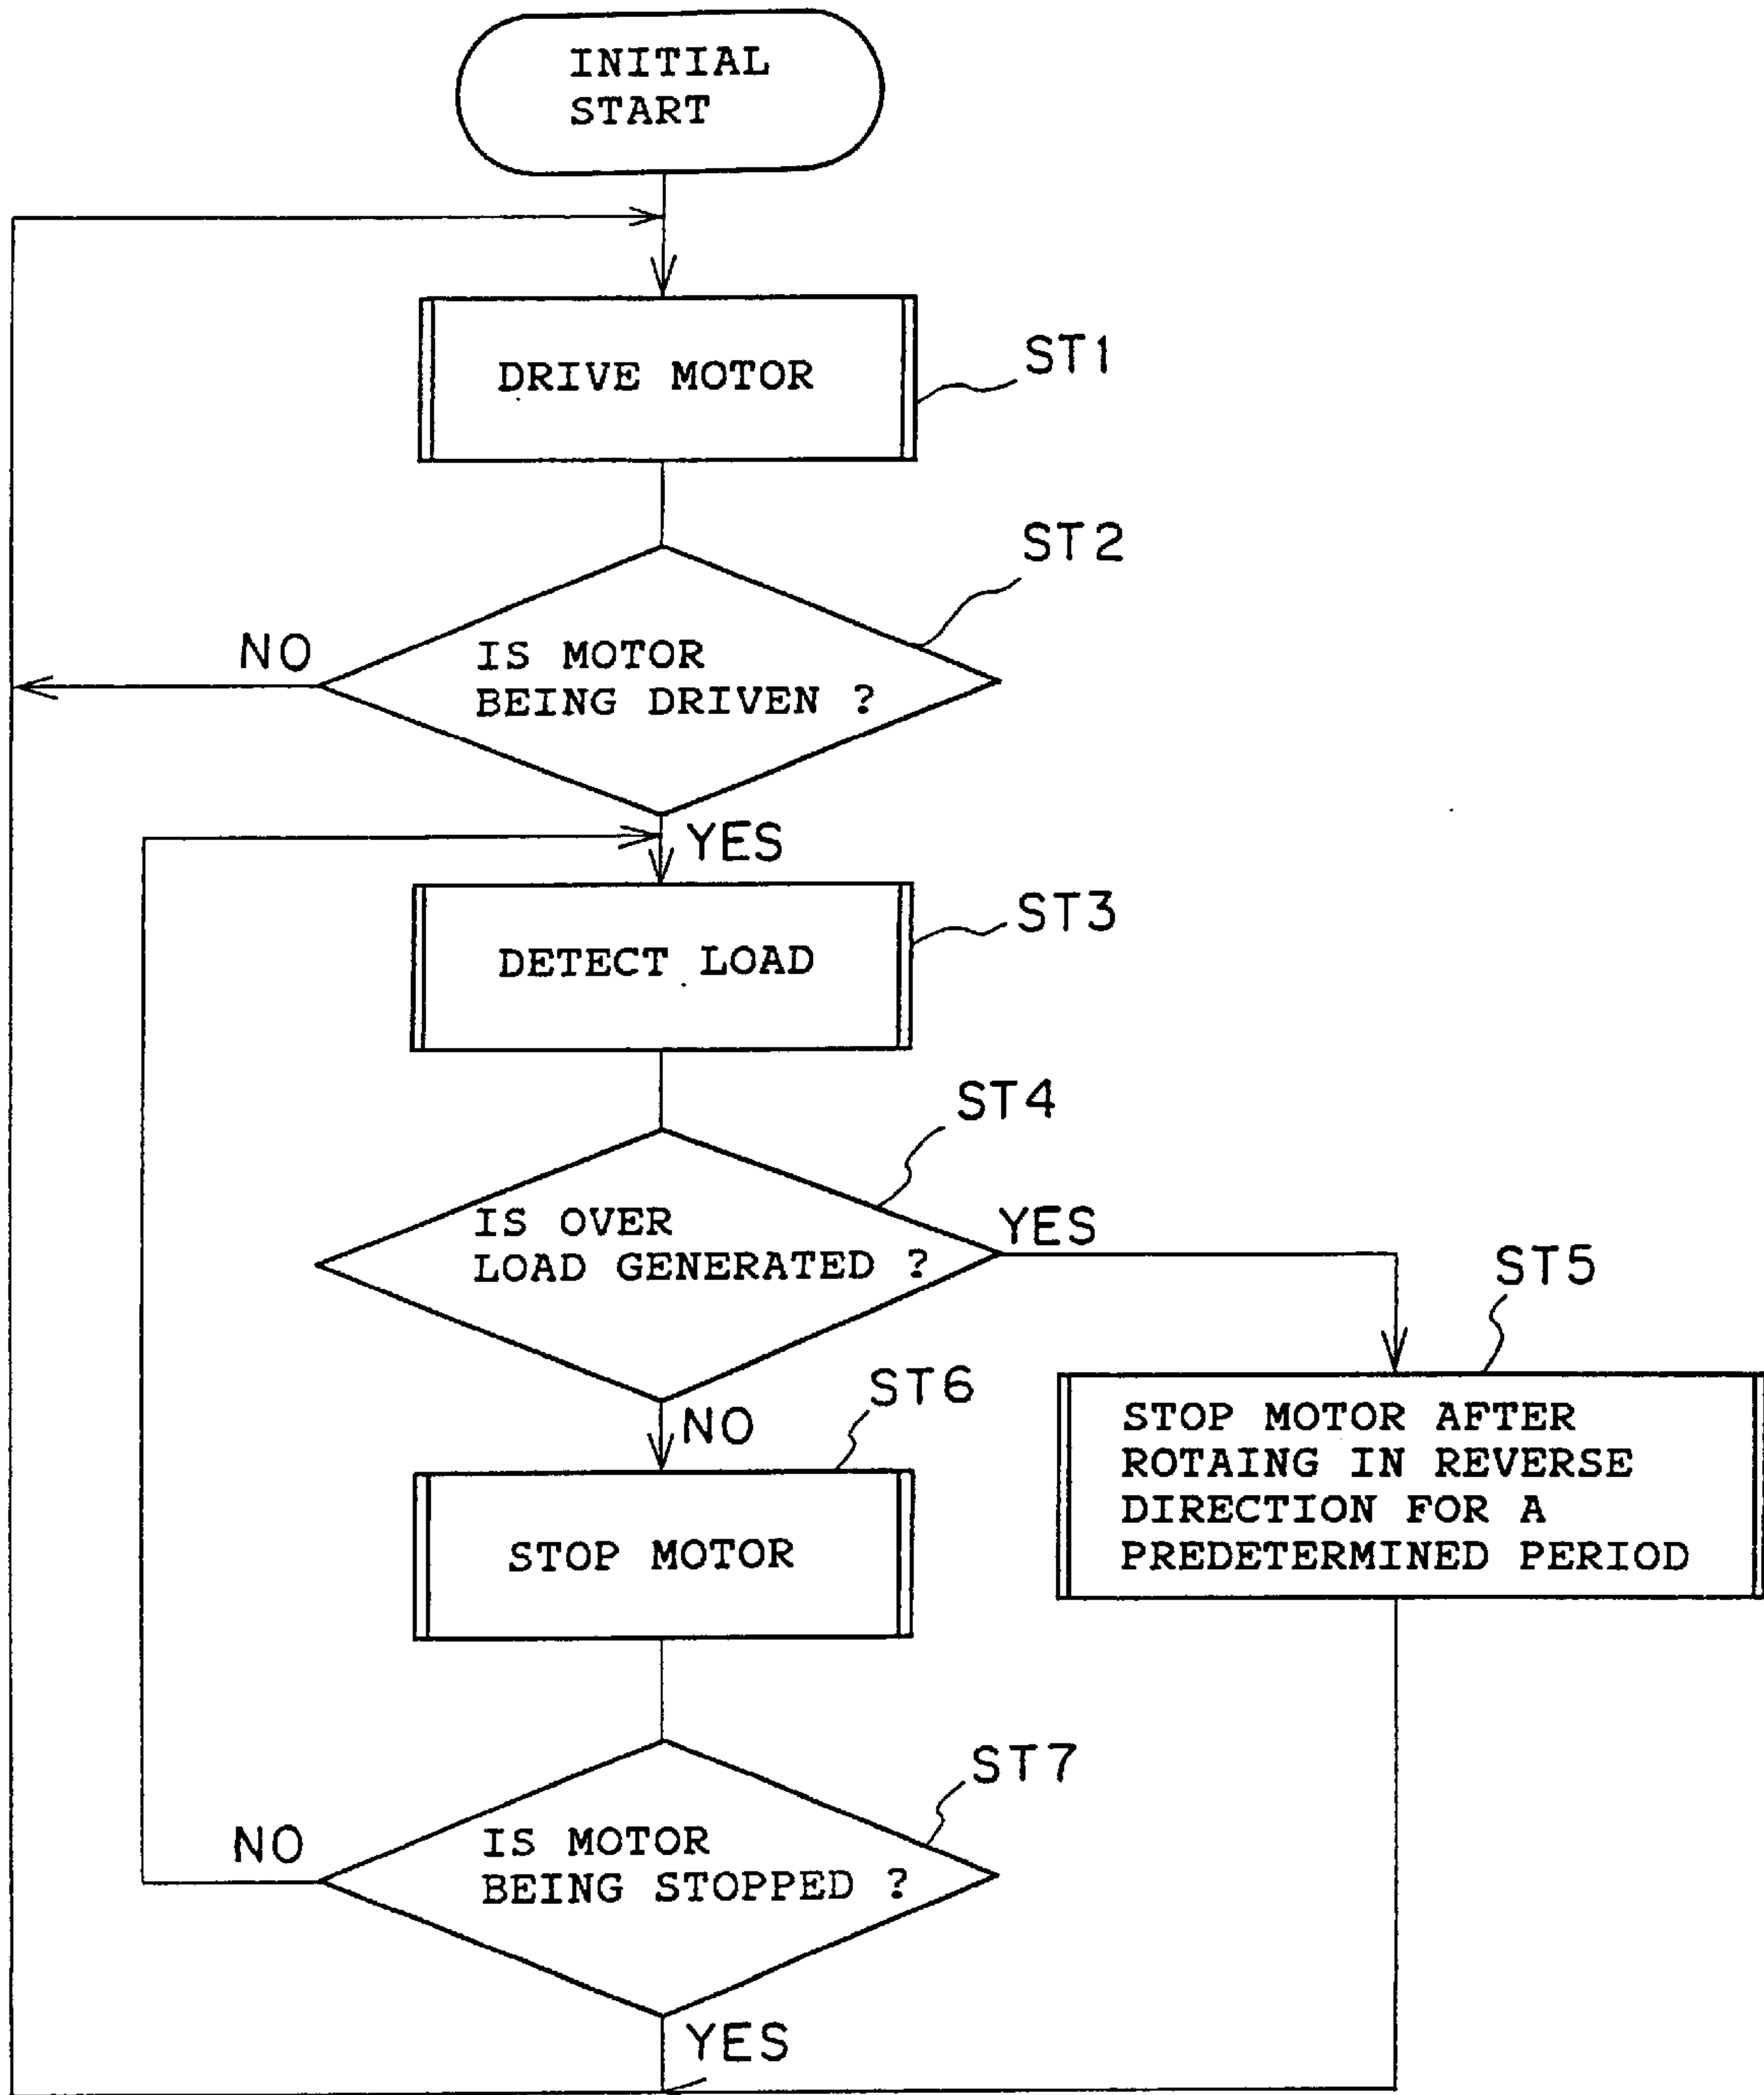 INITIAL
START
DRIVE MOTOR
ST1
ST2
NO
IS MOTOR
BEING DRIVEN ?
YES
ST3
DETECT LOAD
ST4
IS OVER
LOAD GENERATED ?
YES
ST5
ST6
NO
STOP MOTOR
STOP MOTOR AFTER
ROTAING IN REVERSE
DIRECTION FOR A
PREDETERMINED PERIOD
ST7
NO
IS MOTOR
BEING STOPPED ?
YES